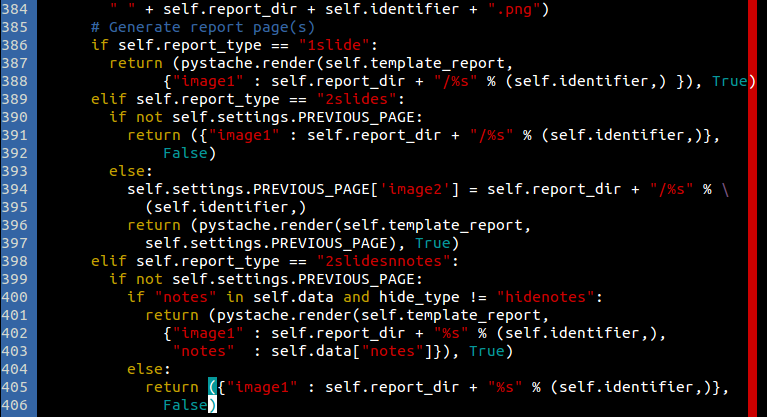 384         " " + self.report_dir + self.identifier + ".png")
385       # Generate report page(s)
386       if self.report_type == "1slide":
387         return (pystache.render(self.template_report,
388               {"image1" : self.report_dir + "/%s" % (self.identifier,) }), True)
389       elif self.report_type == "2slides":
390         if not self.settings.PREVIOUS_PAGE:
391           return ({"image1" : self.report_dir + "/%s" % (self.identifier,)},
392               False)
393         else:
394           self.settings.PREVIOUS_PAGE['image2'] = self.report_dir + "/%s" % \
395             (self.identifier,)
396           return (pystache.render(self.template_report,
397             self.settings.PREVIOUS_PAGE), True)
398       elif self.report_type == "2slidesnnotes":
399         if not self.settings.PREVIOUS_PAGE:
400           if "notes" in self.data and hide_type != "hidenotes":
401             return (pystache.render(self.template_report,
402               {"image1" : self.report_dir + "%s" % (self.identifier,),
403                "notes"  : self.data["notes"]}), True)
404           else:
405             return ({"image1" : self.report_dir + "%s" % (self.identifier,)},
406               False)